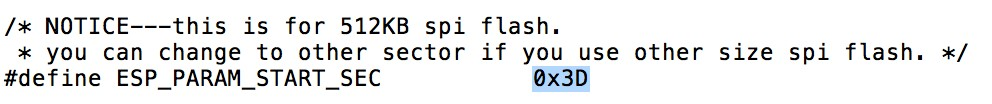 /* NOTICE---this is for 512KB spi flash.
 * you can change to other sector if you use other size spi flash. */
#define ESP_PARAM_START_SEC          0x3D